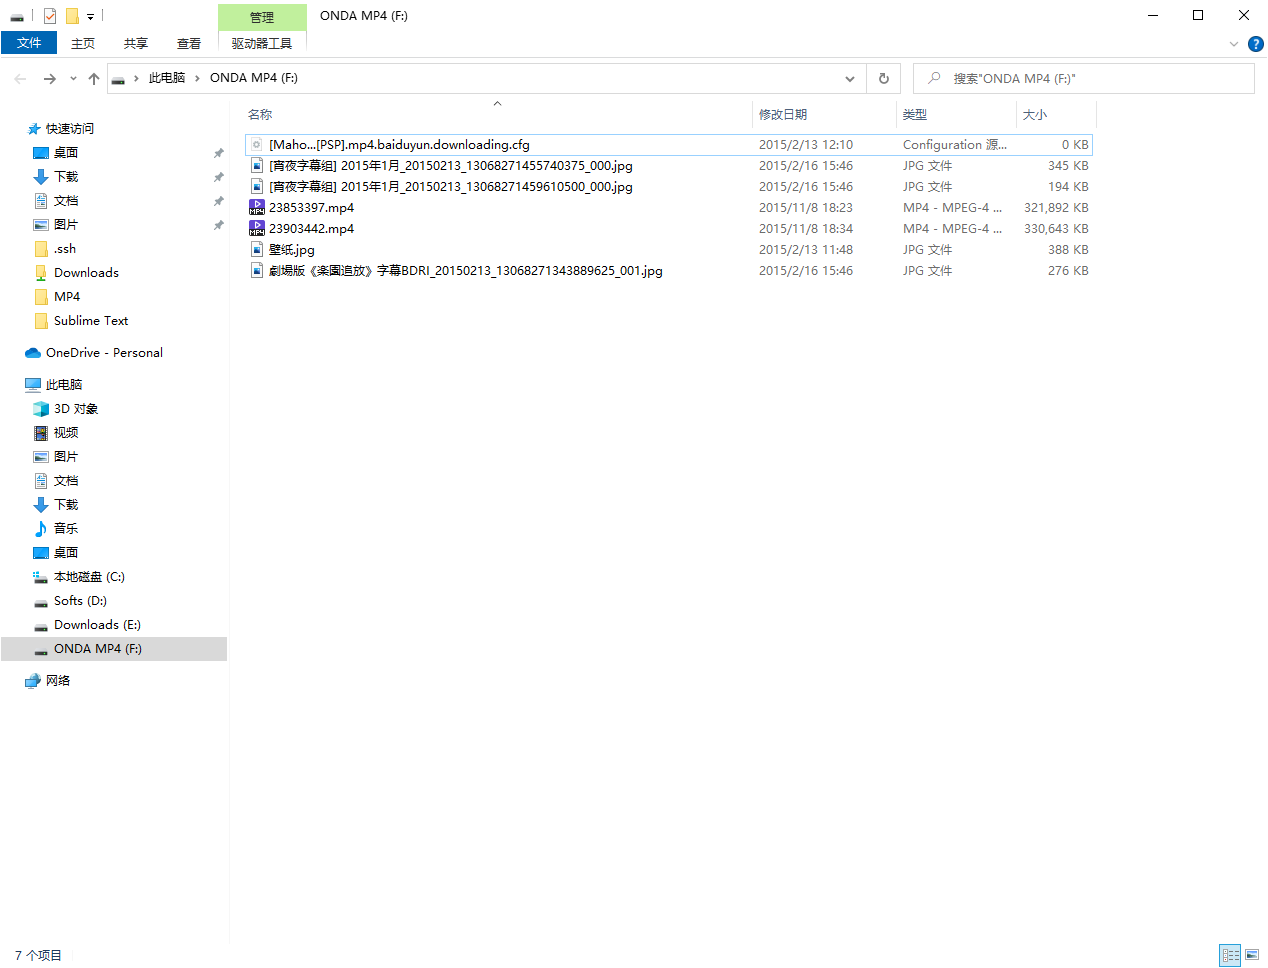 管理
ONDA MP4 (F:)
文件
主页
共享
查看
驱动器工具
此电脑
ONDA MP4 (F:)
搜索"ONDA MP4 (F:)"
名称
修改日期
类型
大小
快速访问
桌面
下载
文档
图片
.ssh
Downloads
MP4
Sublime Text
OneDrive - Personal
此电脑
3D 对象
视频
图片
文档
下载
音乐
桌面
本地磁盘 (C:)
Softs (D:)
Downloads (E:)
ONDA MP4 (F:)
网络
[Maho...[PSP].mp4.baiduyun.downloading.cfg 2015/2/13 12:10 Configuration 源... 0 KB
[宵夜字幕组] 2015年1月_20150213_13068271455740375_000.jpg 2015/2/16 15:46 JPG 文件 345 KB
[宵夜字幕组] 2015年1月_20150213_13068271459610500_000.jpg 2015/2/16 15:46 JPG 文件 194 KB
23853397.mp4 2015/11/8 18:23 MP4 - MPEG-4 ... 321,892 KB
23903442.mp4 2015/11/8 18:34 MP4 - MPEG-4 ... 330,643 KB
壁纸.jpg 2015/2/13 11:48 JPG 文件 388 KB
劇場版《楽園追放》字幕BDRI_20150213_13068271343889625_001.jpg 2015/2/16 15:46 JPG 文件 276 KB
7 个项目